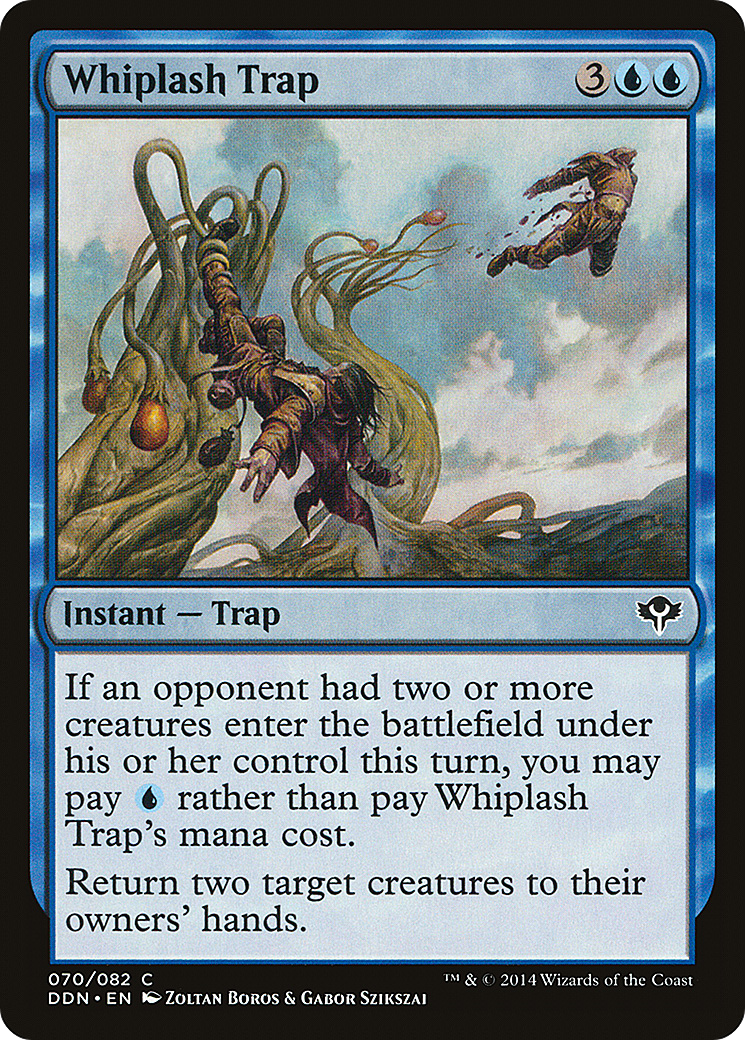 Whiplash Trap 3
Instant — Trap
If an opponent had two or more
creatures enter the battlefield under
his or her control this turn, you may
pay rather than pay Whiplash
Trap's mana cost.
Return two target creatures to their
owners' hands.
070/082 C
™ & © 2014 Wizards of the Coast
DDN • EN Zoltan Boros & Gabor Szikszai